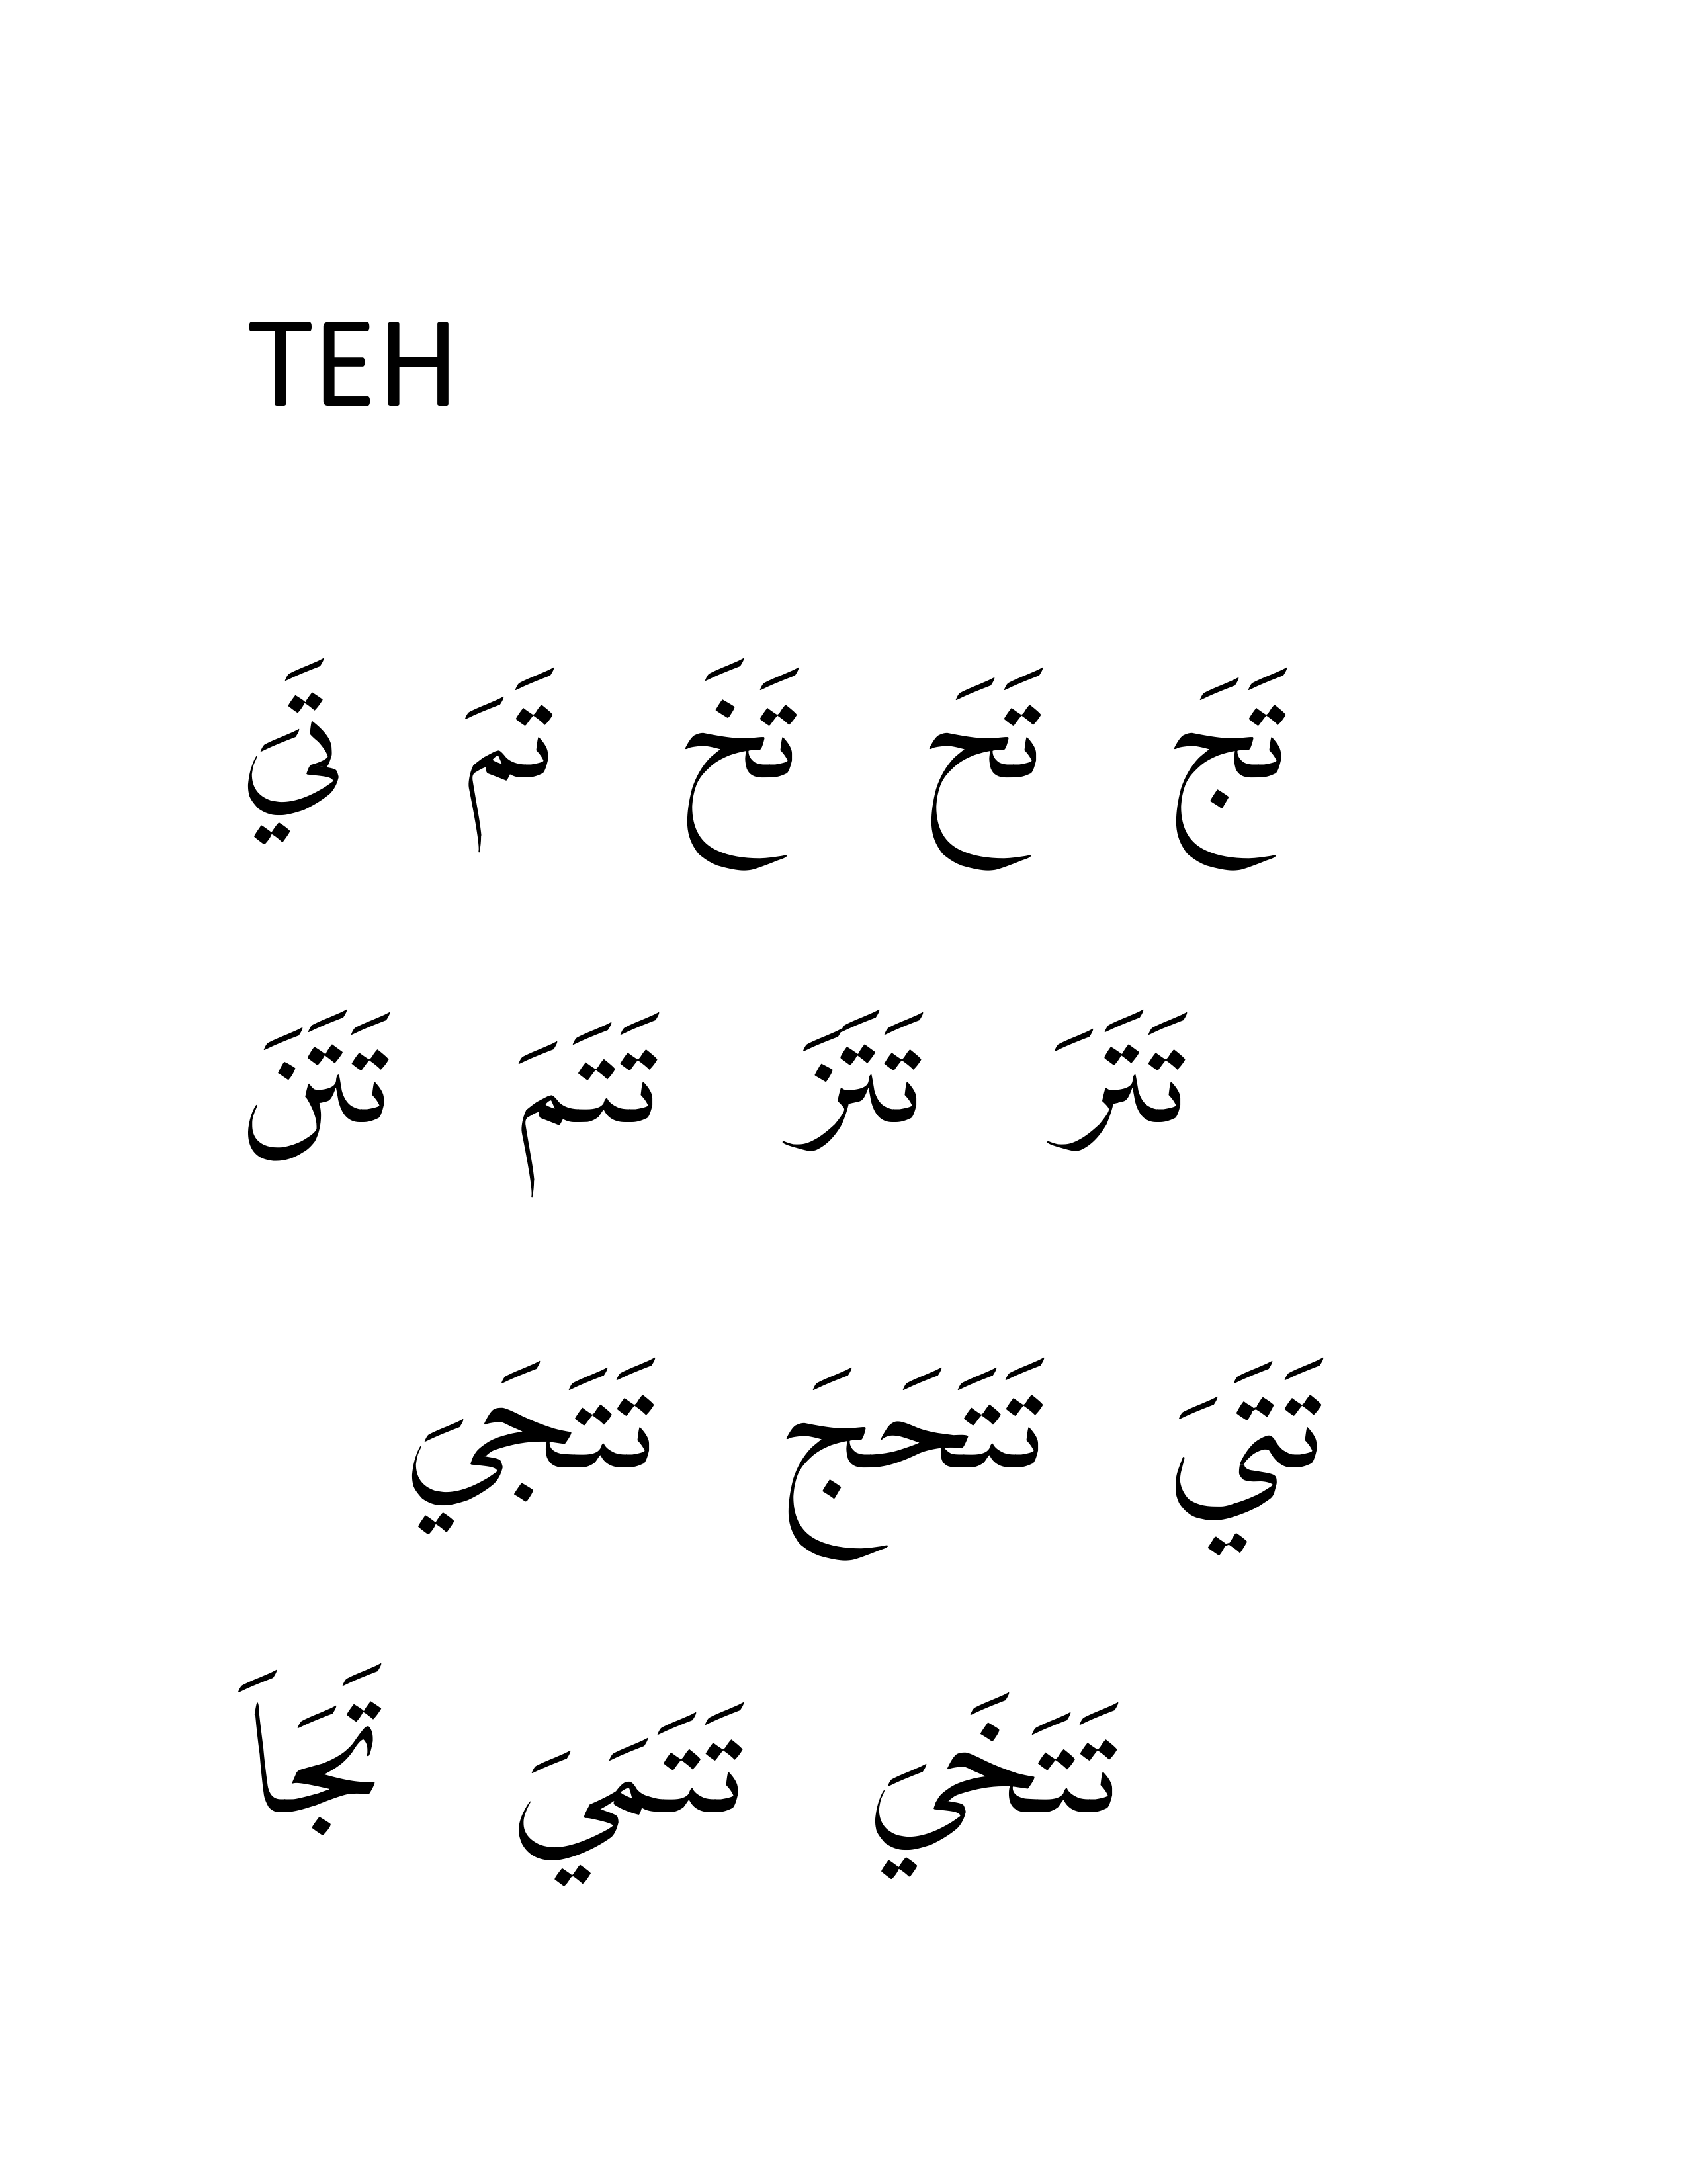 TEH
تَجَ تَحَ تَخَ تَمَ تَيَ
تَتَرَ تَتَزَ تَتَمَ تَتَنَ
تَتَيَ تَتَحَجَ تَتَجَيَ
تَتَخَيَ تَتَمَيَ تَجَاَ